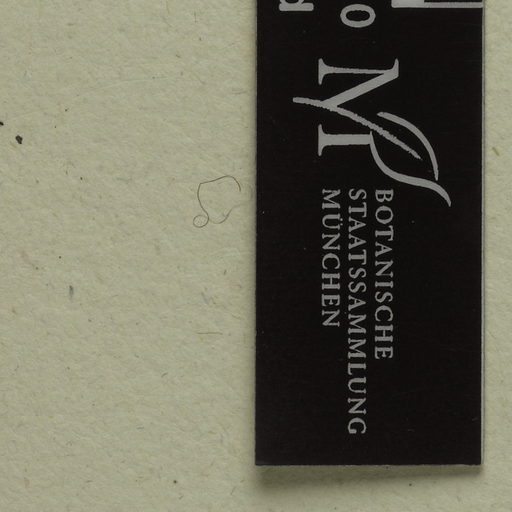 M
BOTANISCHE
STAATSSAMMLUNG
MÜNCHEN